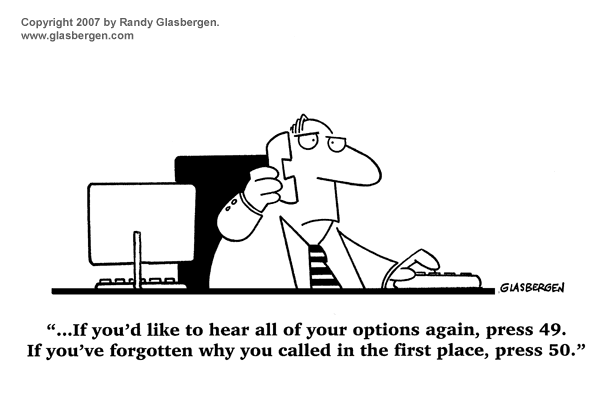 Copyright 2007 by Randy Glasbergen.
www.glasbergen.com
GLASBERGEN
“...If you’d like to hear all of your options again, press 49.
If you’ve forgotten why you called in the first place, press 50.”